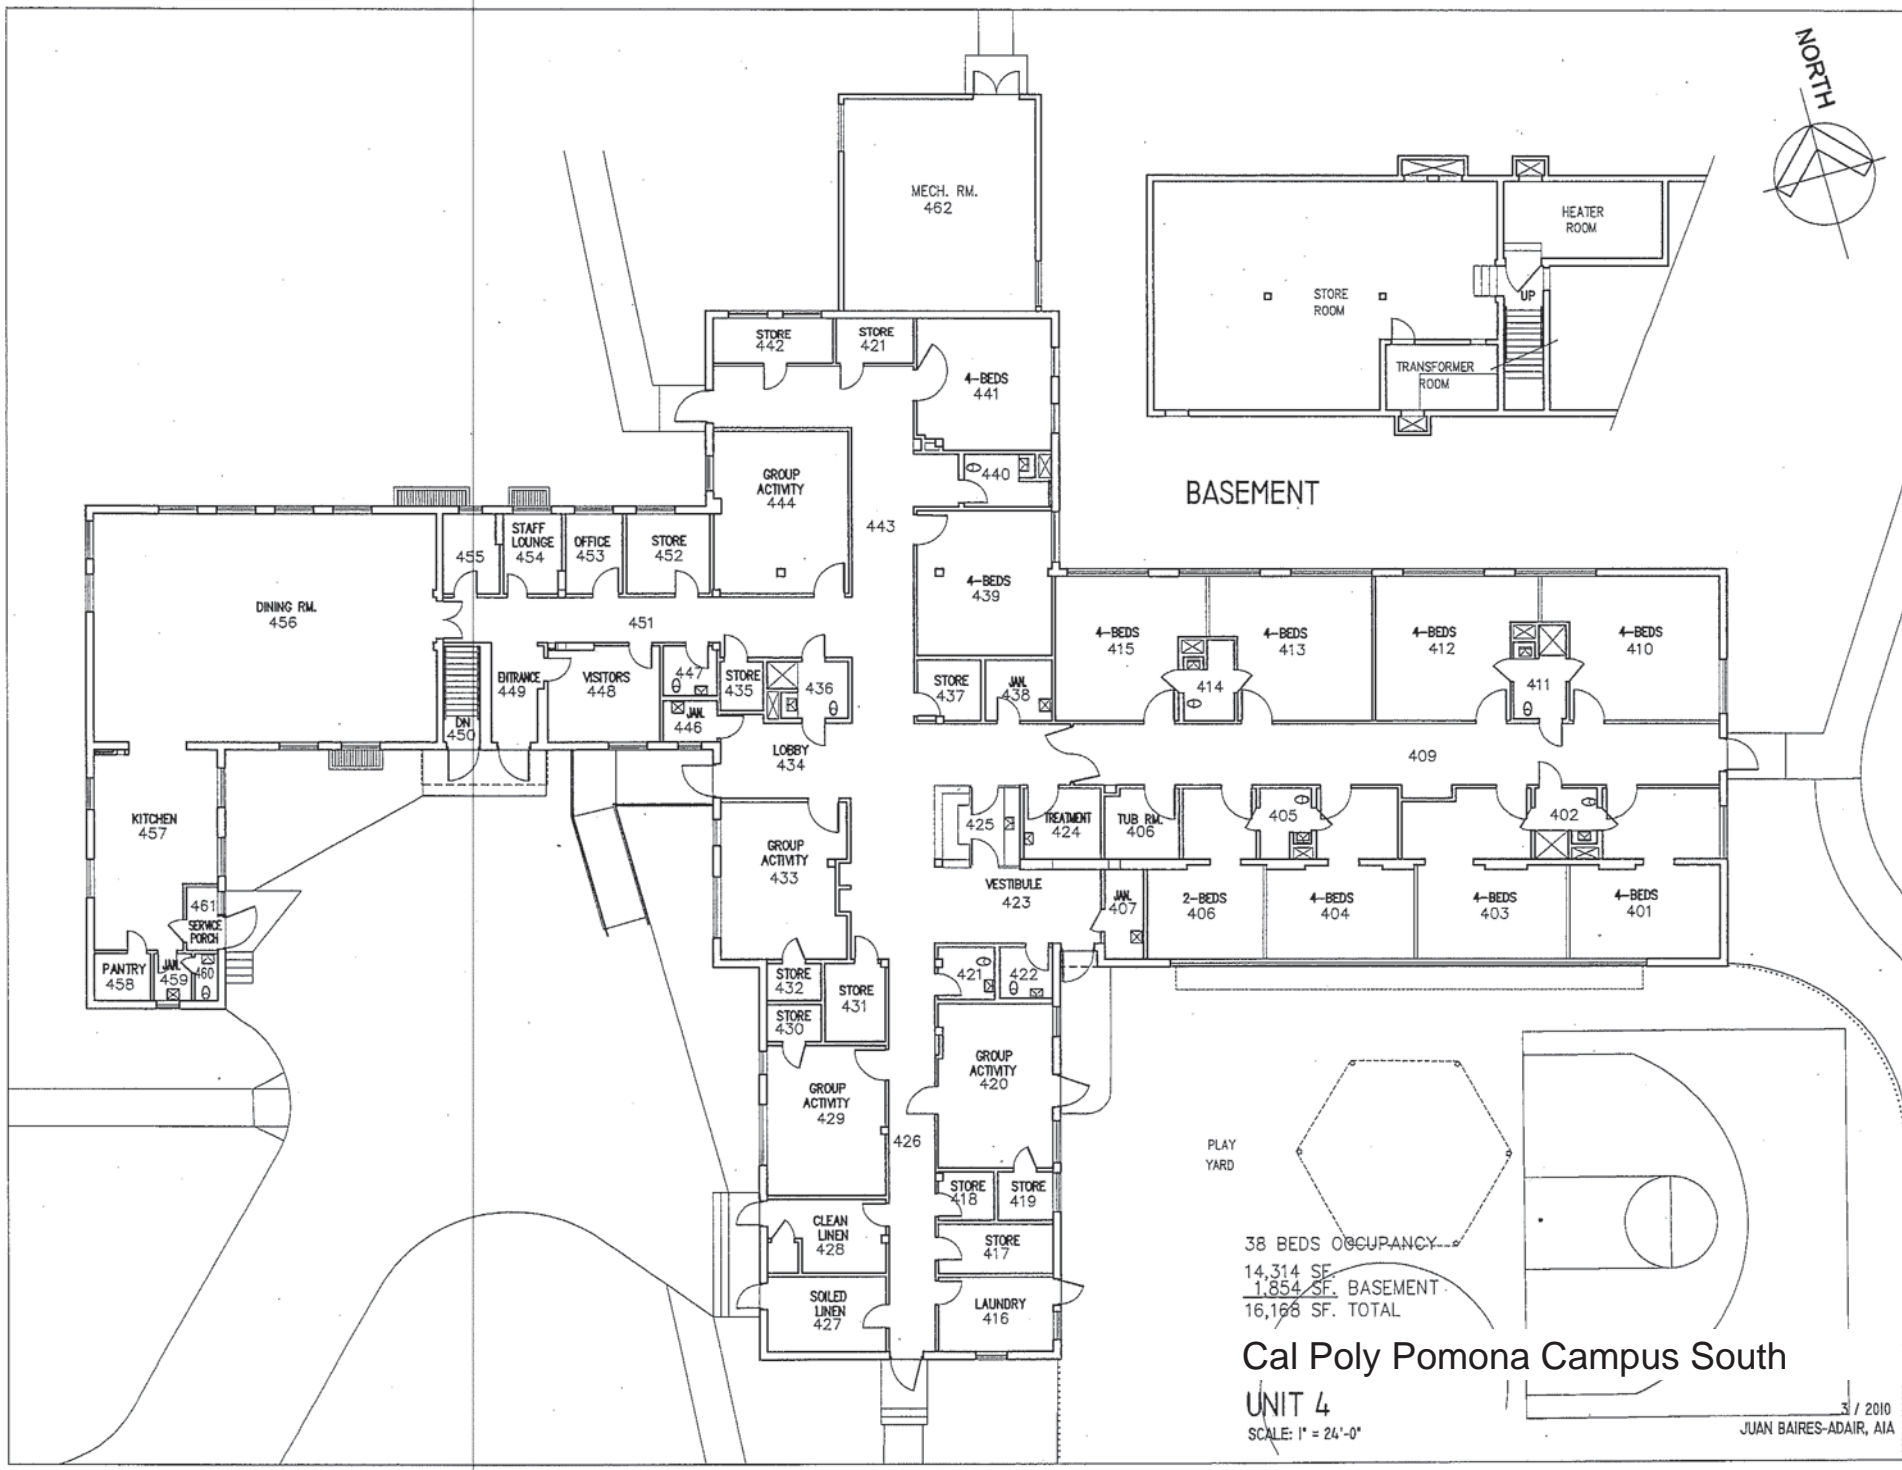 NORTH
MECH. RM.
462
HEATER
ROOM
STORE
ROOM
UP
TRANSFORMER
ROOM
BASEMENT
STORE
442
STORE
421
4-BEDS
441
GROUP
ACTIVITY
444
440
443
455
STAFF
LOUNGE
454
OFFICE
453
STORE
452
4-BEDS
439
DINING RM.
456
451
4-BEDS
415
4-BEDS
413
4-BEDS
412
4-BEDS
410
ENTRANCE
449
VISITORS
448
447
STORE
435
436
STORE
437
JAN.
438
414
411
DN
450
JAN.
446
LOBBY
434
409
KITCHEN
457
425
TREATMENT
424
TUB RM.
406
405
402
GROUP
ACTIVITY
433
VESTIBULE
423
JAN.
407
2-BEDS
406
4-BEDS
404
4-BEDS
403
4-BEDS
401
461
SERVICE
PORCH
PANTRY
458
JAN.
459
460
STORE
432
STORE
431
421
422
STORE
430
GROUP
ACTIVITY
429
GROUP
ACTIVITY
420
426
PLAY
YARD
STORE
418
STORE
419
CLEAN
LINEN
428
STORE
417
SOILED
LINEN
427
LAUNDRY
416
38 BEDS OCCUPANCY
14,314 SF.
1,854 SF. BASEMENT
16,168 SF. TOTAL
Cal Poly Pomona Campus South
UNIT 4
SCALE: 1" = 24'-0"
3 / 2010
JUAN BAIRES-ADAIR, AIA